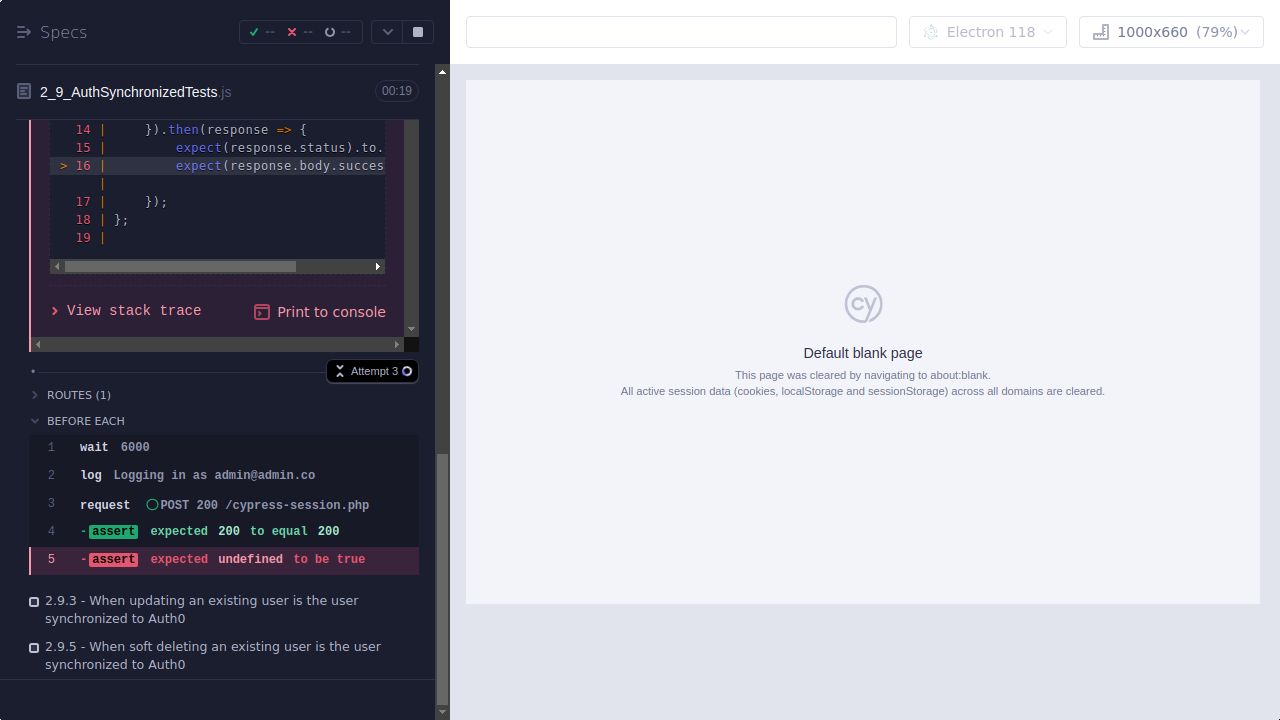 Specs
--
--
--
Electron 118
1000x660 (79%)
2_9_AuthSynchronizedTests.js
00:19
14 | }).then(response => {
15 | expect(response.status).to.
> 16 | expect(response.body.succes
|
17 | });
18 | };
19 |
View stack trace
Print to console
Attempt 3
ROUTES (1)
BEFORE EACH
1 wait 6000
2 log Logging in as admin@admin.co
3 request POST 200 /cypress-session.php
4 -assert expected 200 to equal 200
5 -assert expected undefined to be true
2.9.3 - When updating an existing user is the user
synchronized to Auth0
2.9.5 - When soft deleting an existing user is the user
synchronized to Auth0
cy
Default blank page
This page was cleared by navigating to about:blank.
All active session data (cookies, localStorage and sessionStorage) across all domains are cleared.